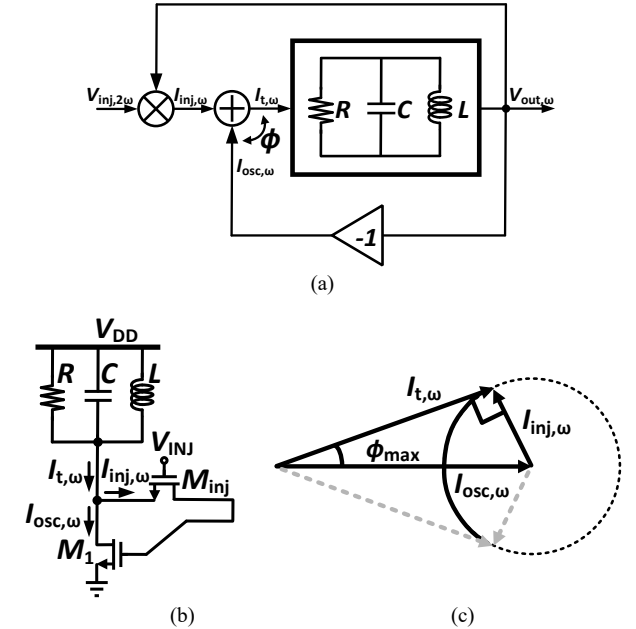 V_inj,2ω I_inj,ω I_t,ω R C L V_out,ω
ϕ
I_osc,ω
-1
(a)
V_DD
R C L
V_INJ
I_t,ω I_inj,ω M_inj
I_osc,ω
M_1
(b)
I_t,ω
I_inj,ω
ϕ_max
I_osc,ω
(c)